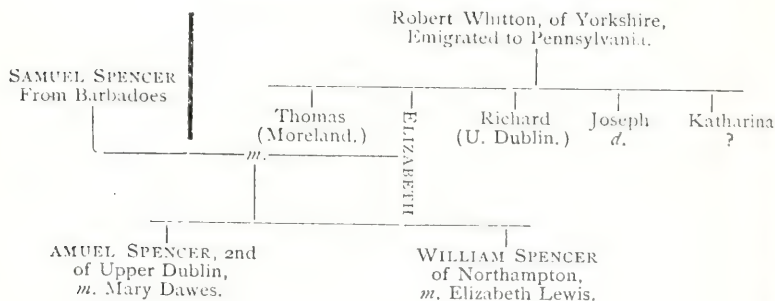 Robert Whitton, of Yorkshire,
Emigrated to Pennsylvania.
SAMUEL SPENCER
From Barbadoes
Thomas
(Moreland.)
ELIZABETH
Richard
(U. Dublin.)
Joseph
d.
Katharina
?
m.
AMUEL SPENCER, 2nd
of Upper Dublin,
m. Mary Dawes.
WILLIAM SPENCER
of Northampton,
m. Elizabeth Lewis.